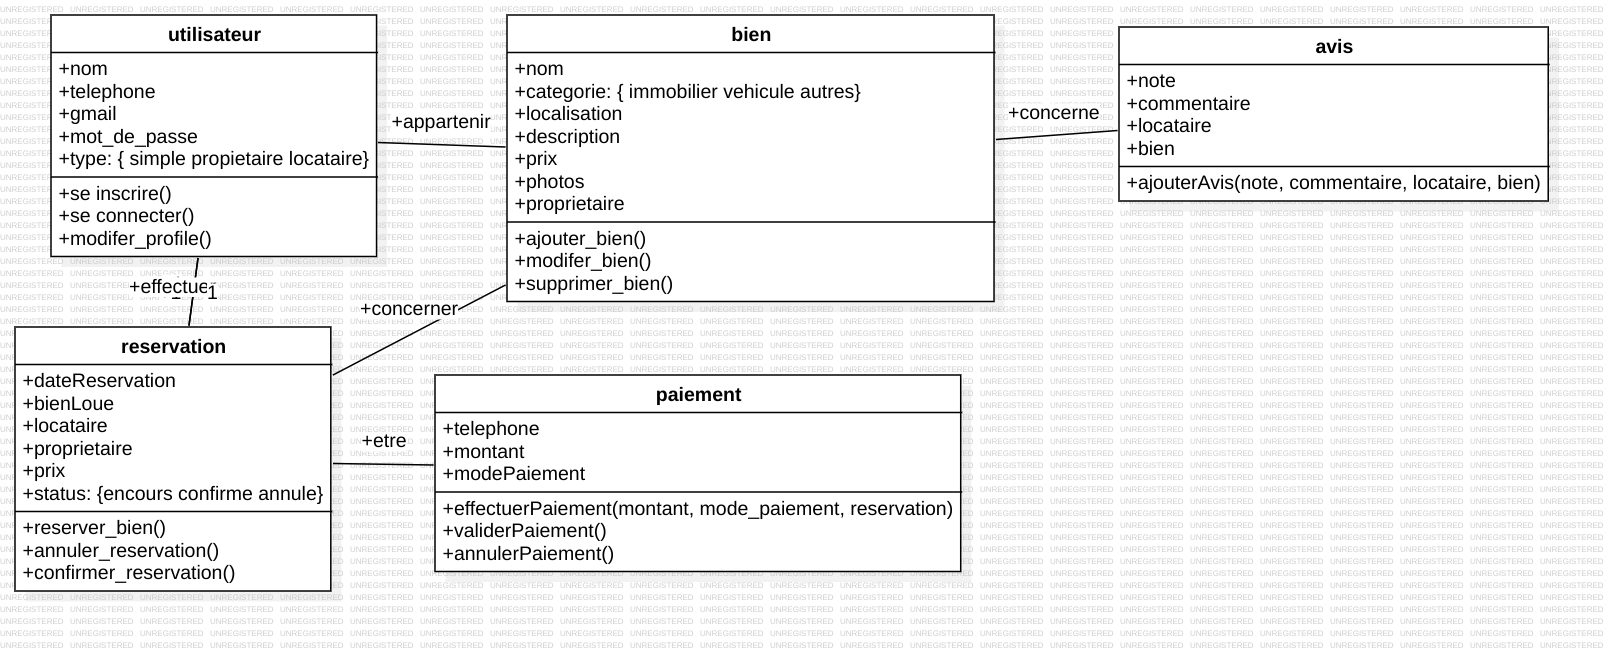 utilisateur
+nom
+telephone
+gmail
+mot_de_passe
+type: { simple propietaire locataire}
+se inscrire()
+se connecter()
+modifer_profile()
+appartenir
bien
+nom
+categorie: { immobilier vehicule autres}
+localisation
+description
+prix
+photos
+proprietaire
+ajouter_bien()
+modifer_bien()
+supprimer_bien()
+concerne
avis
+note
+commentaire
+locataire
+bien
+ajouterAvis(note, commentaire, locataire, bien)
+effectuer
1 1
+concerner
reservation
+dateReservation
+bienLoue
+locataire
+proprietaire
+prix
+status: {encours confirme annule}
+reserver_bien()
+annuler_reservation()
+confirmer_reservation()
+etre
paiement
+telephone
+montant
+modePaiement
+effectuerPaiement(montant, mode_paiement, reservation)
+validerPaiement()
+annulerPaiement()
UNREGISTERED